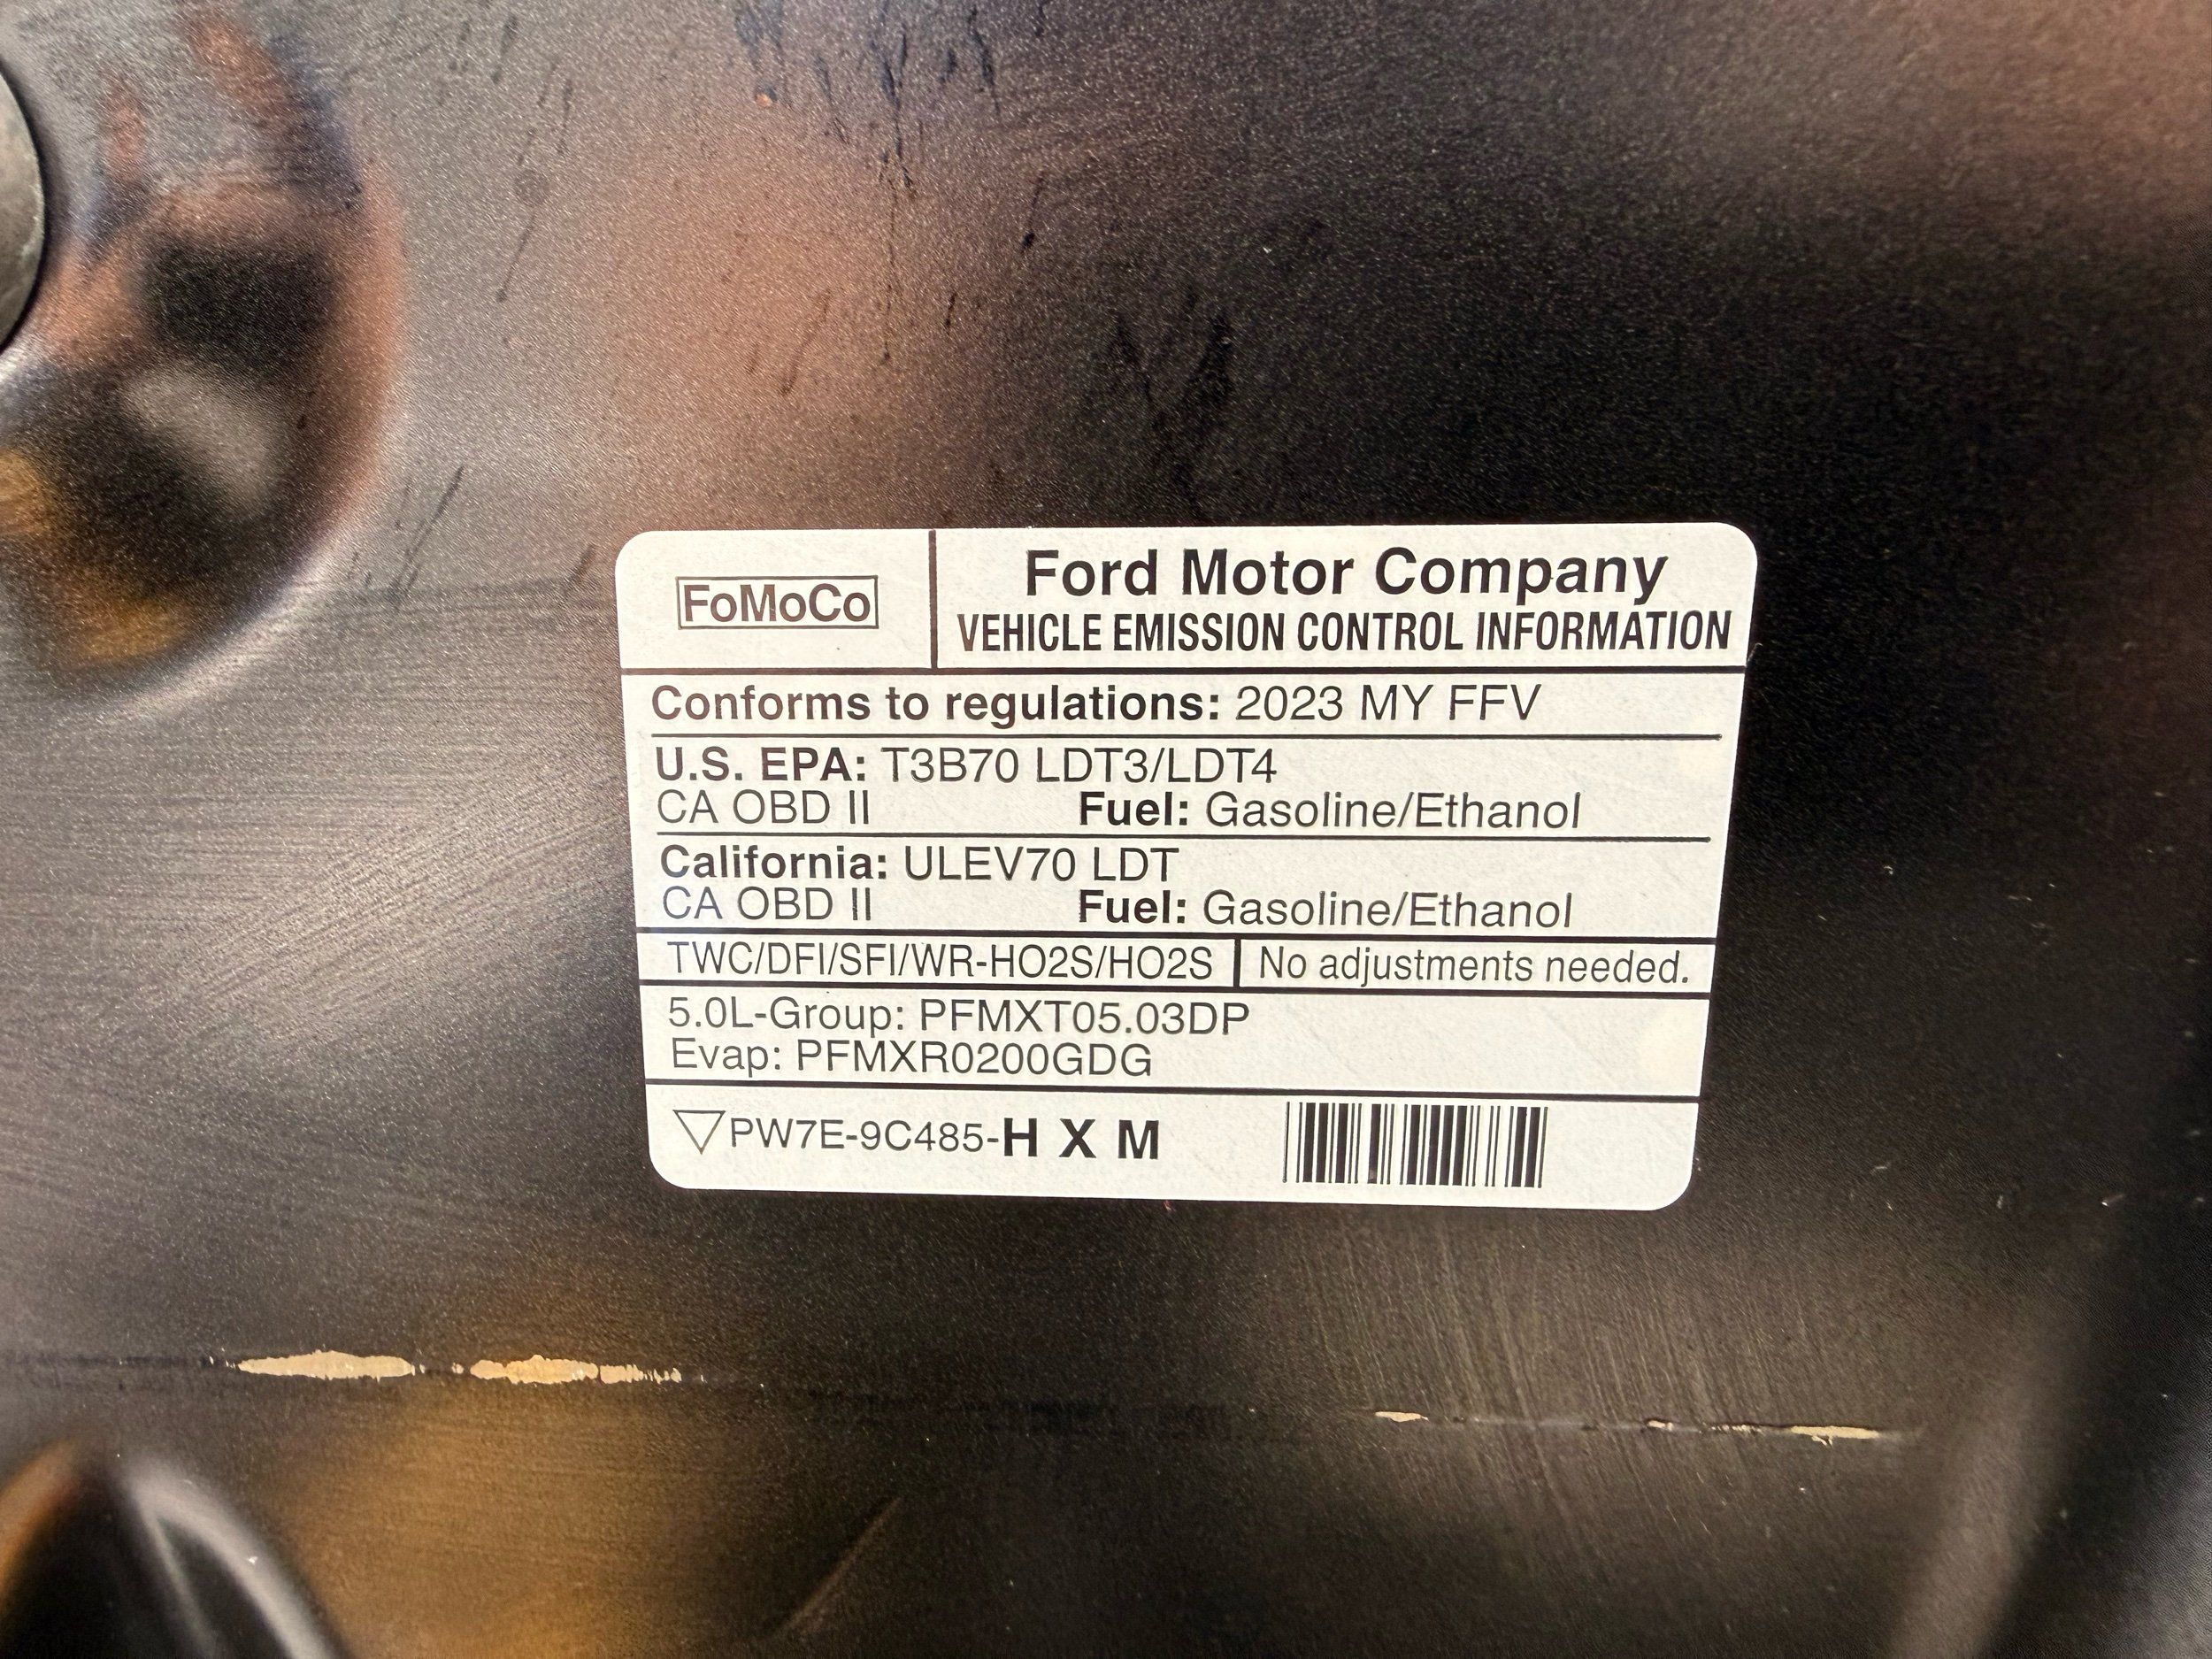 FoMoCo
Ford Motor Company
VEHICLE EMISSION CONTROL INFORMATION
Conforms to regulations: 2023 MY FFV
U.S. EPA: T3B70 LDT3/LDT4
CA OBD II Fuel: Gasoline/Ethanol
California: ULEV70 LDT
CA OBD II Fuel: Gasoline/Ethanol
TWC/DFI/SFI/WR-HO2S/HO2S No adjustments needed.
5.0L-Group: PFMXT05.03DP
Evap: PFMXR0200GDG
▽PW7E-9C485-H X M